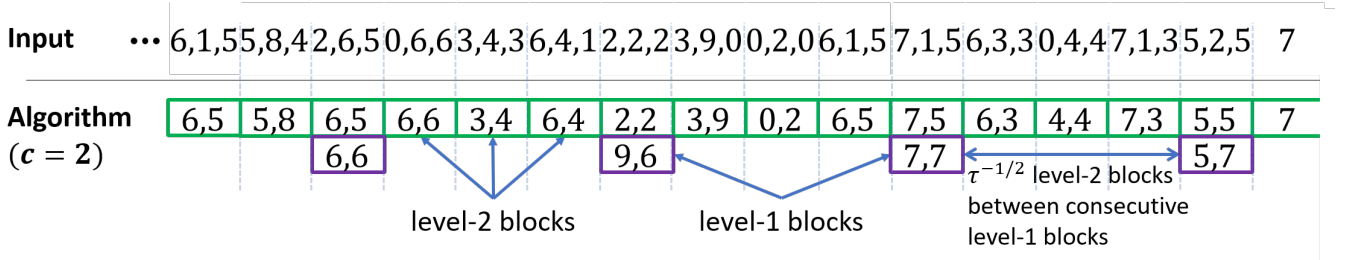 Input ••• 6,1,5 5,8,4 2,6,5 0,6,6 3,4,3 6,4,1 2,2,2 3,9,0 0,2,0 6,1,5 7,1,5 6,3,3 0,4,4 7,1,3 5,2,5 7
Algorithm 6,5 5,8 6,5 6,6 3,4 6,4 2,2 3,9 0,2 6,5 7,5 6,3 4,4 7,3 5,5 7
(c = 2) 6,6 9,6 7,7 5,7
level-2 blocks level-1 blocks τ^{-1/2} level-2 blocks
between consecutive
level-1 blocks